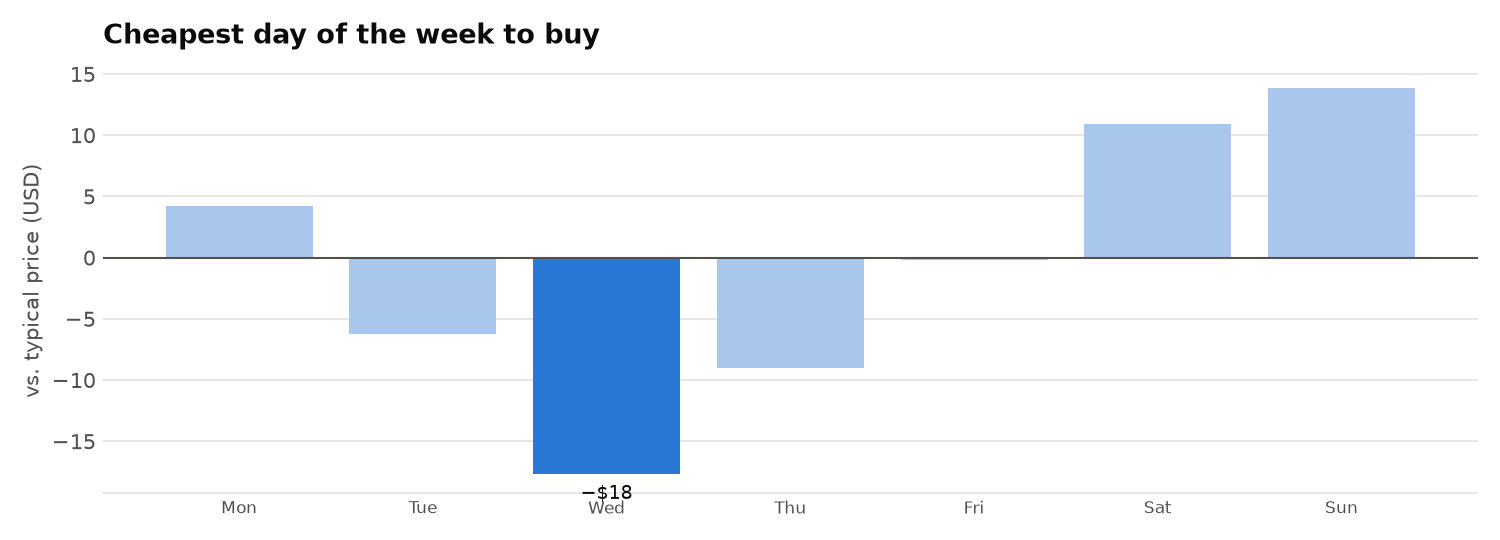 Cheapest day of the week to buy
vs. typical price (USD)
15
10
5
0
−5
−10
−15
−$18
Mon Tue Wed Thu Fri Sat Sun